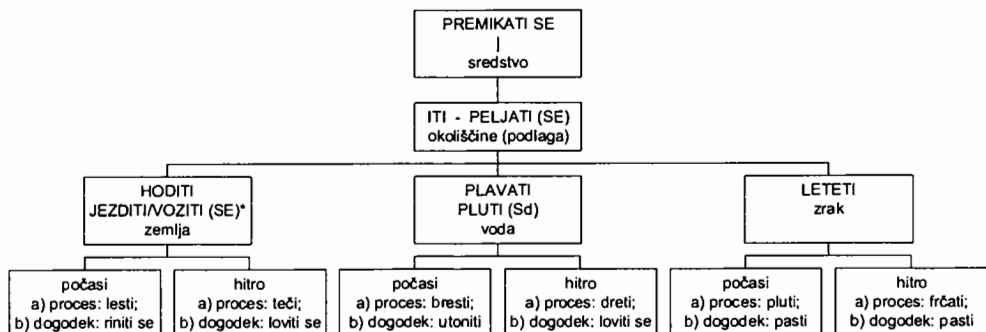 PREMIKATI SE
|
sredstvo
ITI - PELJATI (SE)
okoliščine (podlaga)
HODITI
JEZDITI/VOZITI (SE)*
zemlja
PLAVATI
PLUTI (Sd)
voda
LETETI
zrak
počasi
a) proces: lesti;
b) dogodek: riniti se
hitro
a) proces: teči;
b) dogodek: loviti se
počasi
a) proces: bresti;
b) dogodek: utoniti
hitro
a) proces: dreti;
b) dogodek: loviti se
počasi
a) proces: pluti;
b) dogodek: pasti
hitro
a) proces: frčati;
b) dogodek: pasti